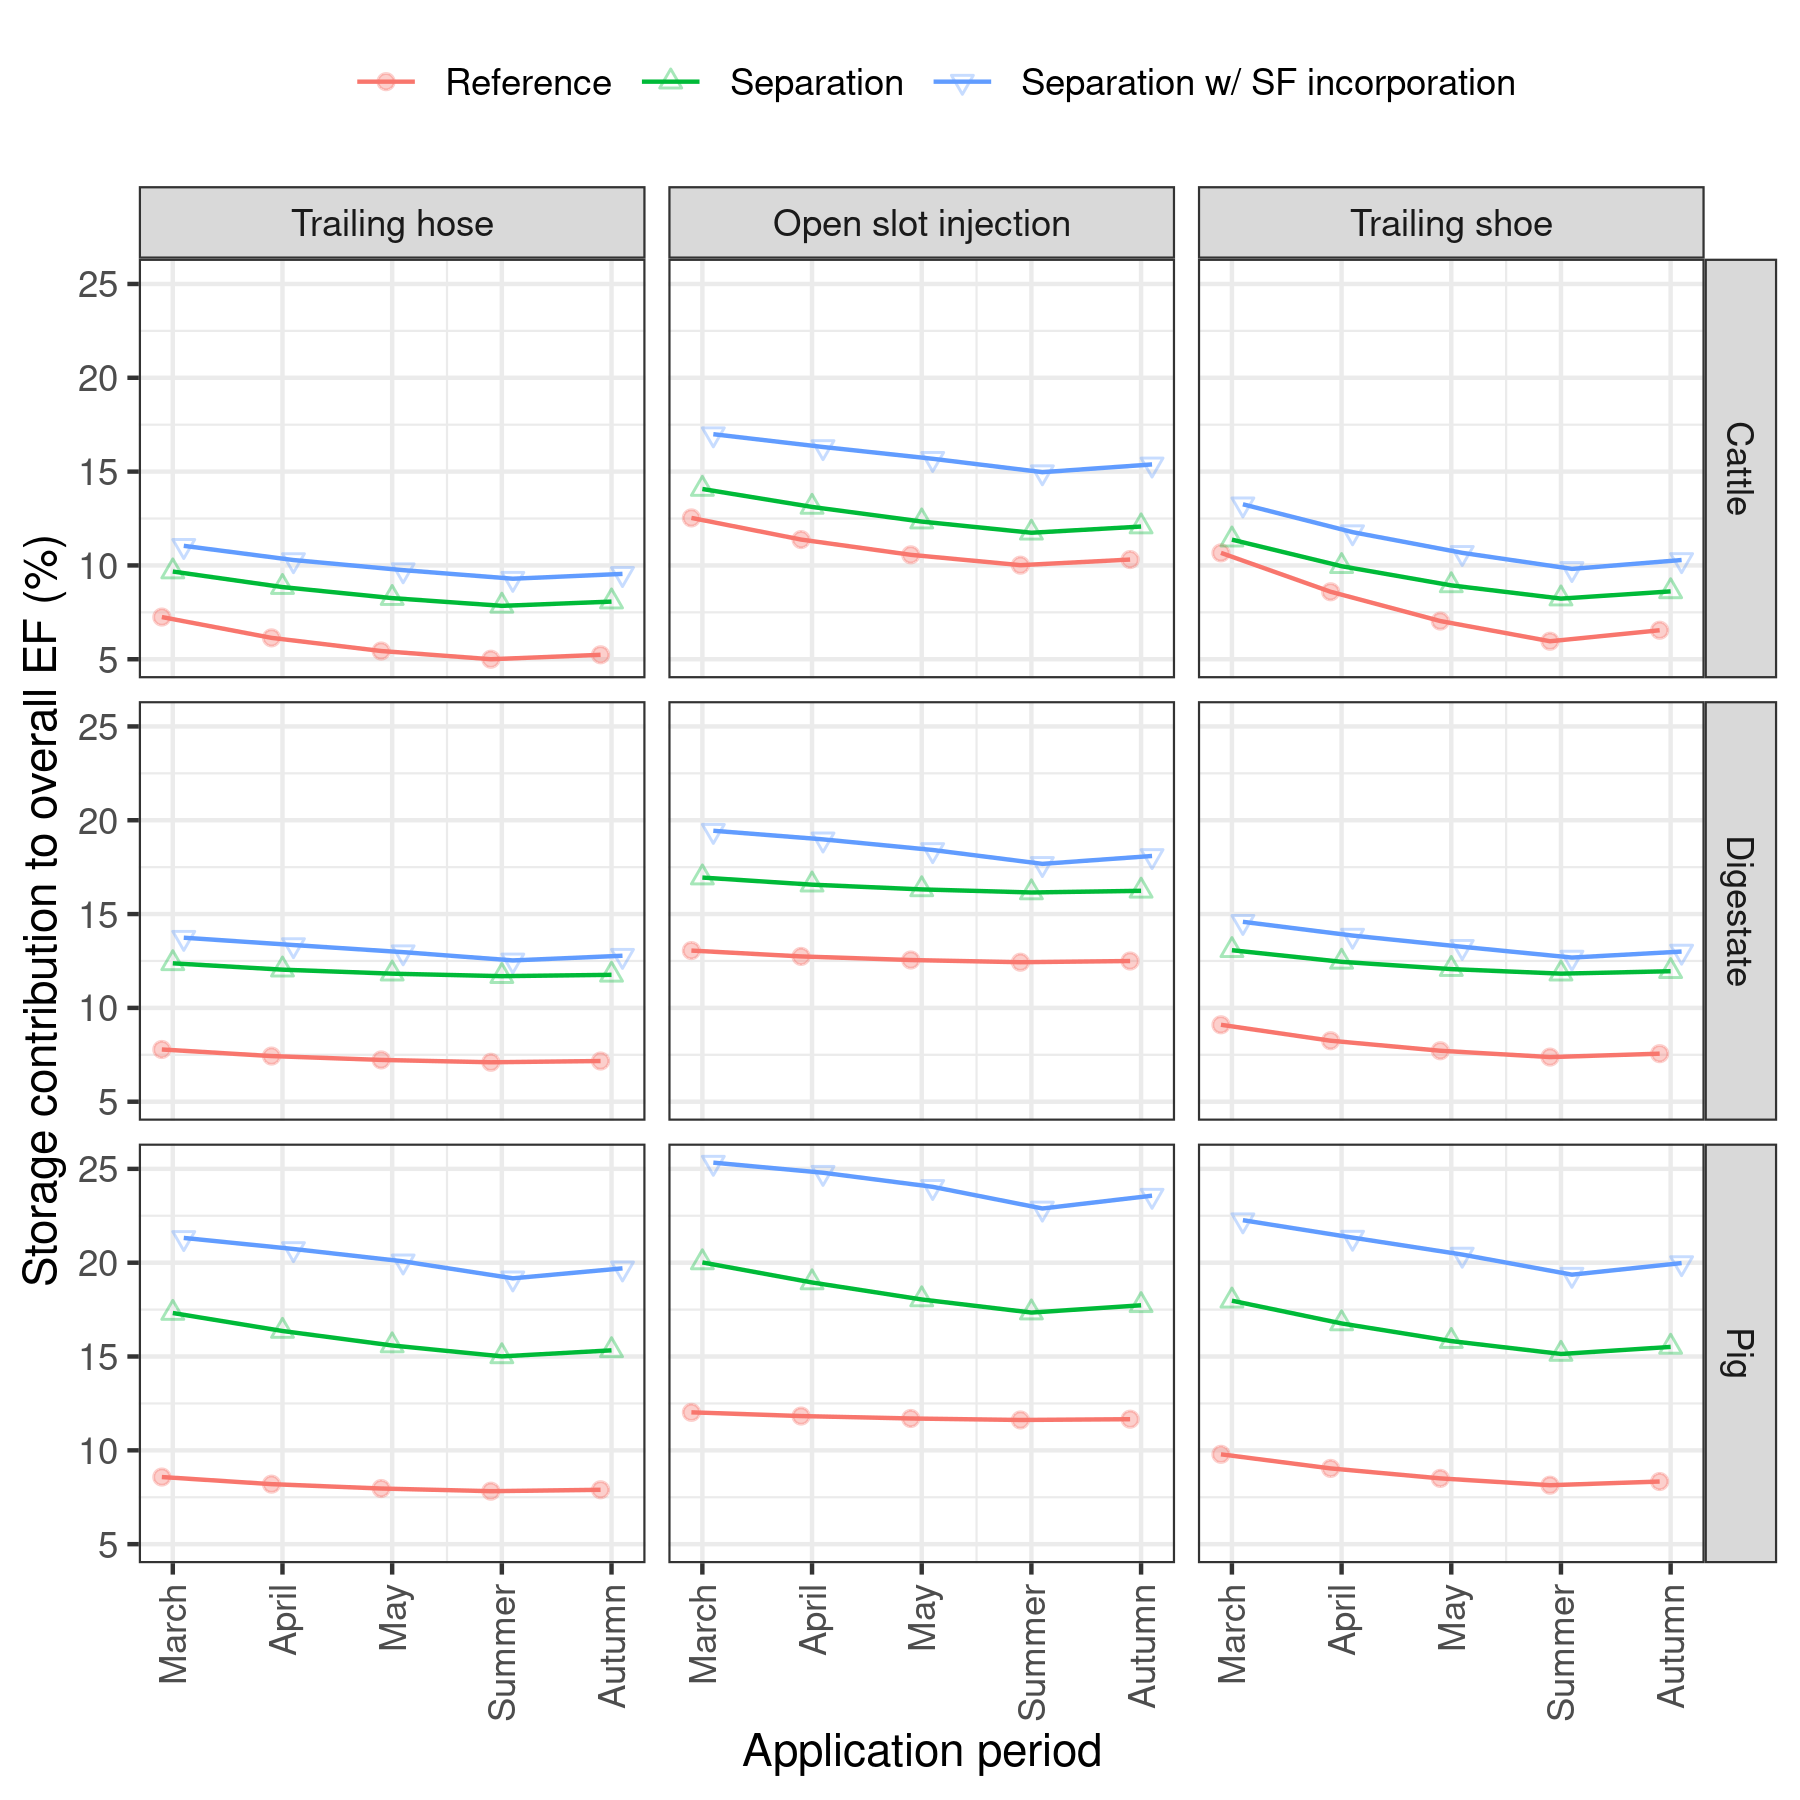 Reference Separation Separation w/ SF incorporation
Trailing hose Open slot injection Trailing shoe
25
20
15
10
5
Cattle
25
20
15
10
5
Digestate
25
20
15
10
5
Pig
Storage contribution to overall EF (%)
March April May Summer Autumn March April May Summer Autumn March April May Summer Autumn
Application period